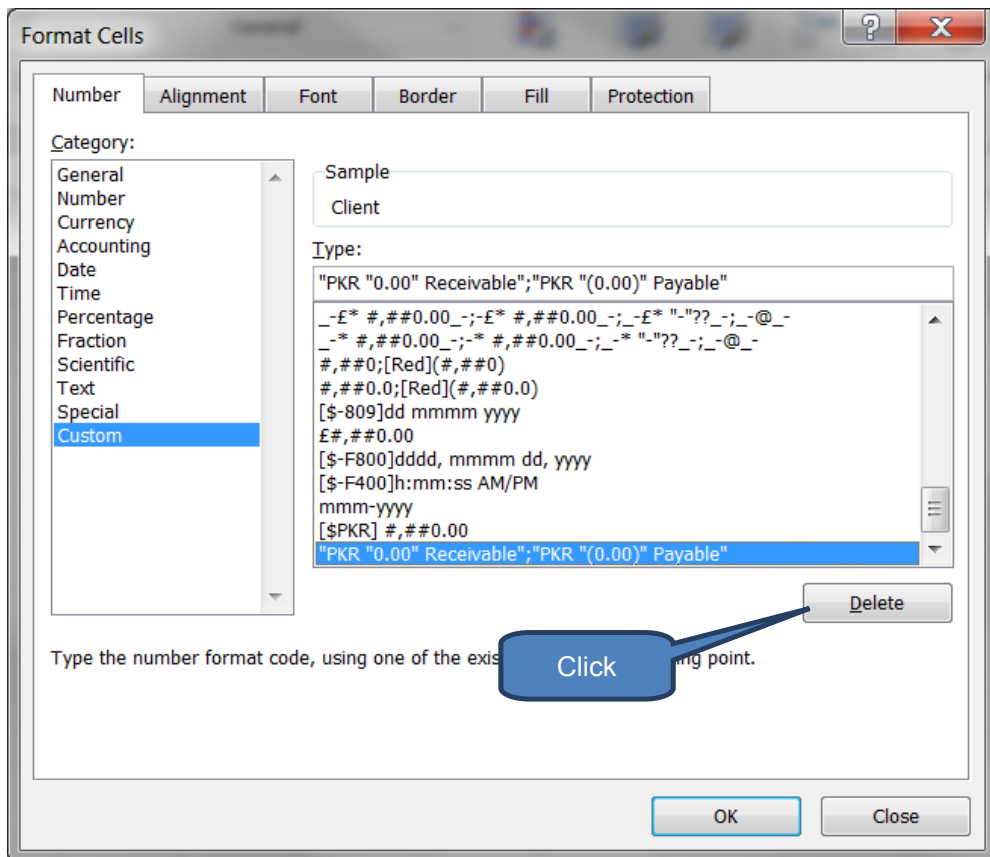 General
Format Cells
Number Alignment Font Border Fill Protection
Category:
General
Number
Currency
Accounting
Date
Time
Percentage
Fraction
Scientific
Text
Special
Custom
Sample
Client
Type:
"PKR "0.00" Receivable";"PKR "(0.00)" Payable"
_-£* #,##0.00_-;-£* #,##0.00_-;_-£* "-"??_-;_-@_-
_-* #,##0.00_-;-* #,##0.00_-;_-* "-"??_-;_-@_-
#,##0;[Red](#,##0)
#,##0.0;[Red](#,##0.0)
[$-809]dd mmmm yyyy
£#,##0.00
[$-F800]dddd, mmmm dd, yyyy
[$-F400]h:mm:ss AM/PM
mmm-yyyy
[$PKR] #,##0.00
"PKR "0.00" Receivable";"PKR "(0.00)" Payable"
Delete
Click
Type the number format code, using one of the exis ng point.
OK Close